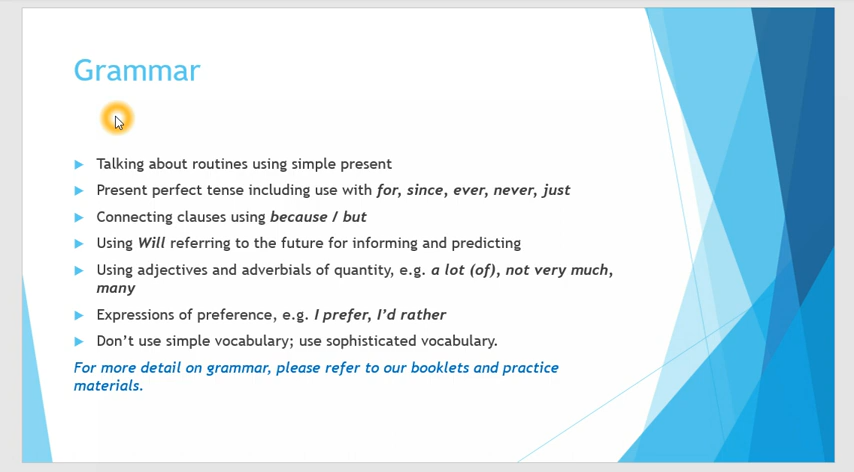 Grammar
Talking about routines using simple present
Present perfect tense including use with for, since, ever, never, just
Connecting clauses using because / but
Using Will referring to the future for informing and predicting
Using adjectives and adverbials of quantity, e.g. a lot (of), not very much,
many
Expressions of preference, e.g. I prefer, I’d rather
Don’t use simple vocabulary; use sophisticated vocabulary.
For more detail on grammar, please refer to our booklets and practice
materials.